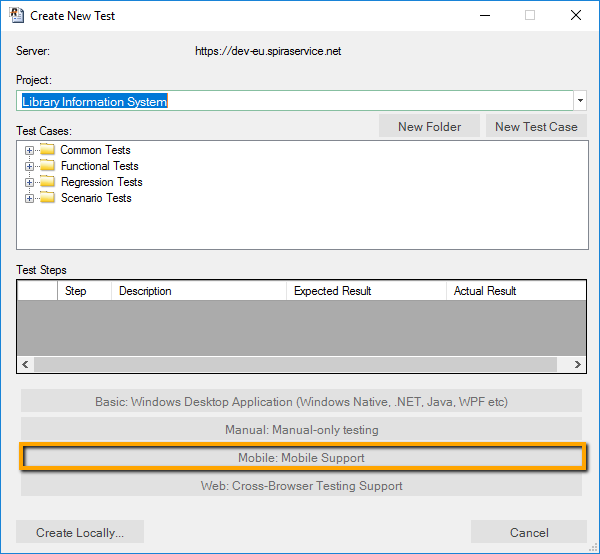 Create New Test
Server: https://dev-eu.spiraservice.net
Project:
Library Information System
Test Cases: New Folder New Test Case
Common Tests
Functional Tests
Regression Tests
Scenario Tests
Test Steps
Step Description Expected Result Actual Result
Basic: Windows Desktop Application (Windows Native, .NET, Java, WPF etc)
Manual: Manual-only testing
Mobile: Mobile Support
Web: Cross-Browser Testing Support
Create Locally... Cancel